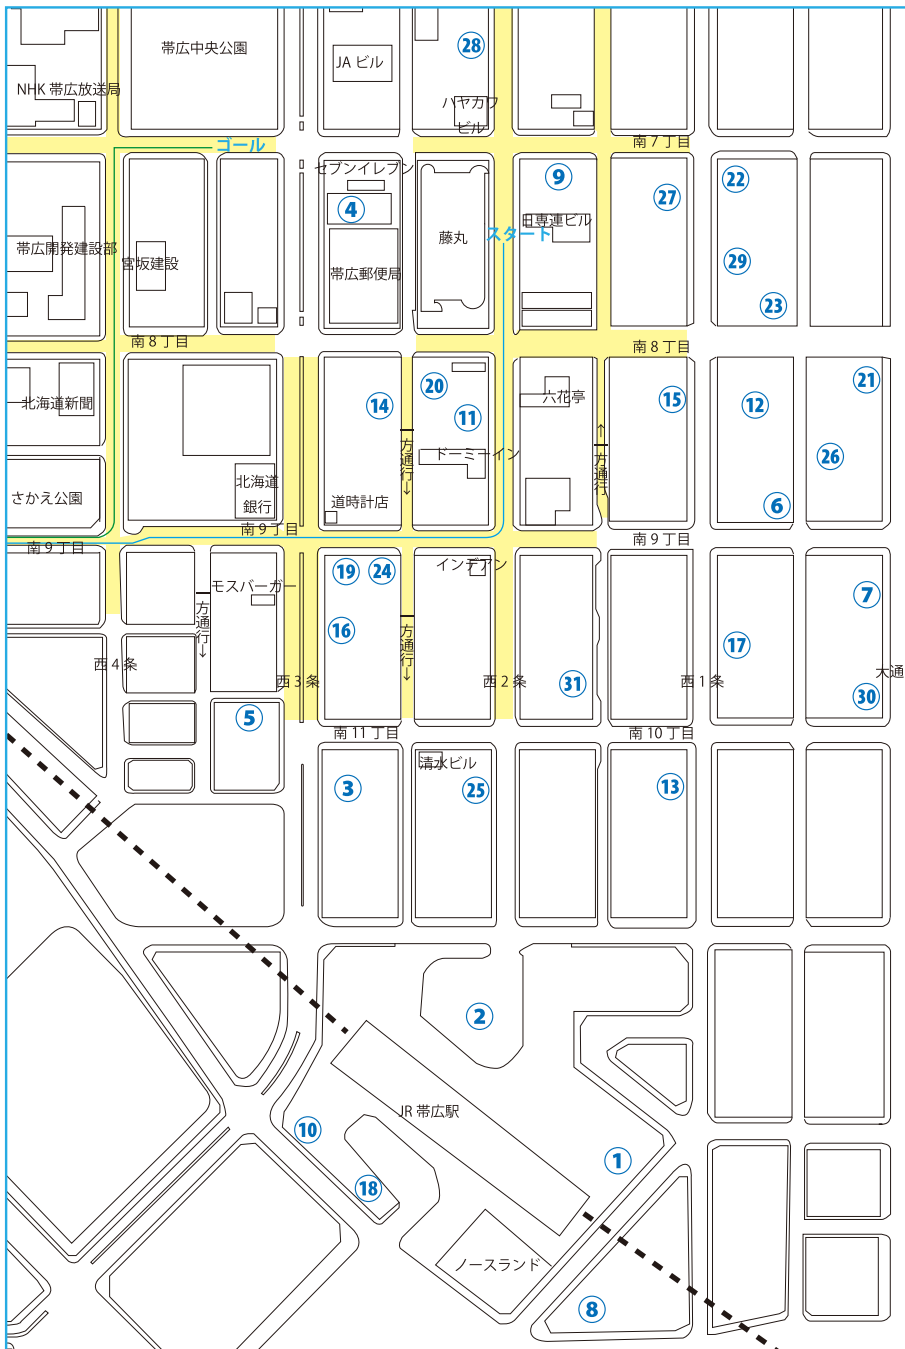 帯広中央公園
28
JA ビル
NHK 帯広放送局
ハヤカワ
ビル
南 7 丁目
ゴール
セブンイレブン
9
22
27
4
日専連ビル
藤丸
スタート
帯広開発建設部
宮坂建設
帯広郵便局
29
23
南 8 丁目
南 8 丁目
北海道新聞
14
20
11
六花亭
15
12
21
一方通行→
ドーミーイン
←一方通行
26
北海道
銀行
さかえ公園
道時計店
6
南 9 丁目
南 9 丁目
南 9 丁目
モスバーガー
19
24
インデアン
7
一方通行→
16
一方通行→
17
西 4 条
西 3 条
西 2 条
31
西 1 条
大通
30
5
南 11 丁目
南 10 丁目
清水ビル
3
25
13
2
JR 帯広駅
10
1
18
ノースランド
8